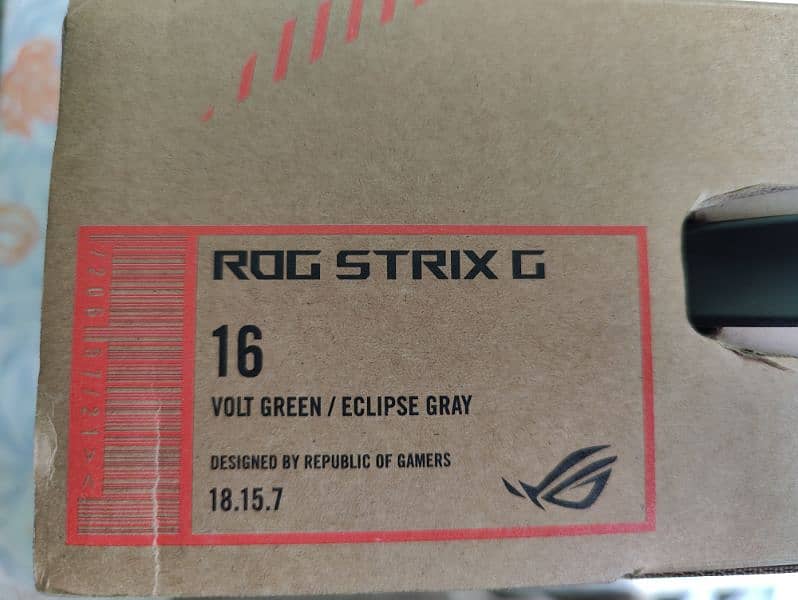 ROG STRIX G
16
VOLT GREEN / ECLIPSE GRAY
DESIGNED BY REPUBLIC OF GAMERS
18.15.7